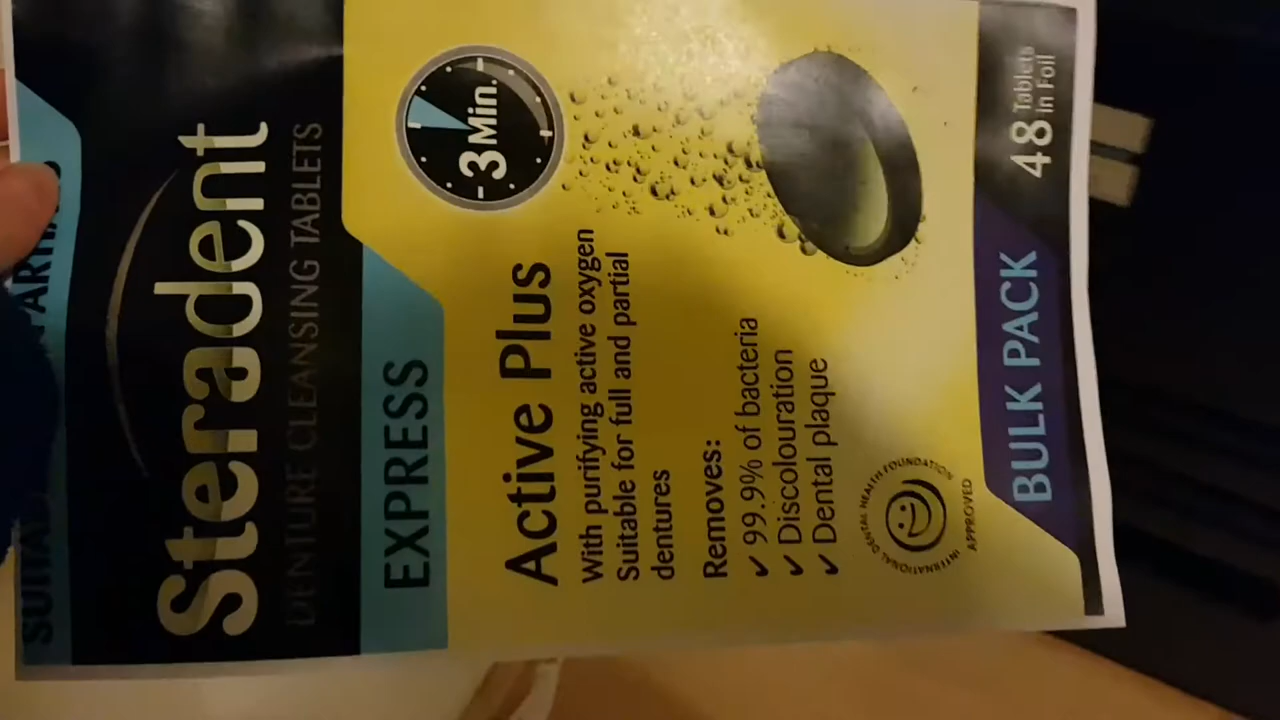 Steradent
DENTURE CLEANSING TABLETS
EXPRESS
3 Min.
Active Plus
With purifying active oxygen
Suitable for full and partial
dentures
Removes:
✓ 99.9% of bacteria
✓ Discolouration
✓ Dental plaque
INTERNATIONAL DENTAL HEALTH FOUNDATION
APPROVED
BULK PACK
48 Tablets
in Foil